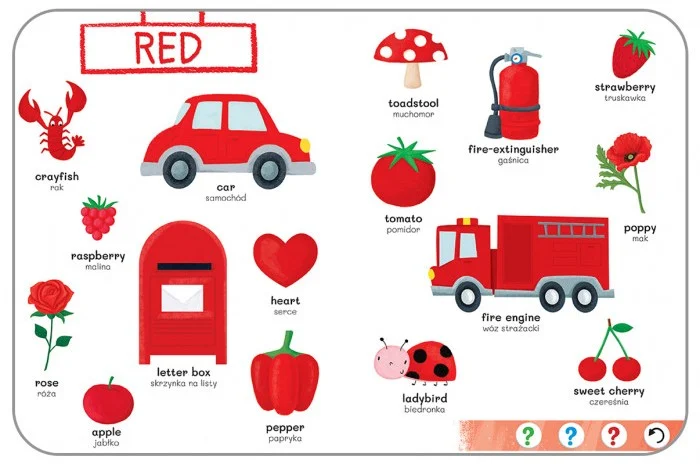 RED
crayfish
rak
car
samochód
raspberry
malina
heart
serce
rose
róża
letter box
skrzynka na listy
apple
jabłko
pepper
papryka
toadstool
muchomor
fire-extinguisher
gaśnica
strawberry
truskawka
tomato
pomidor
poppy
mak
fire engine
wóz strażacki
ladybird
biedronka
sweet cherry
czereśnia
? ? ?